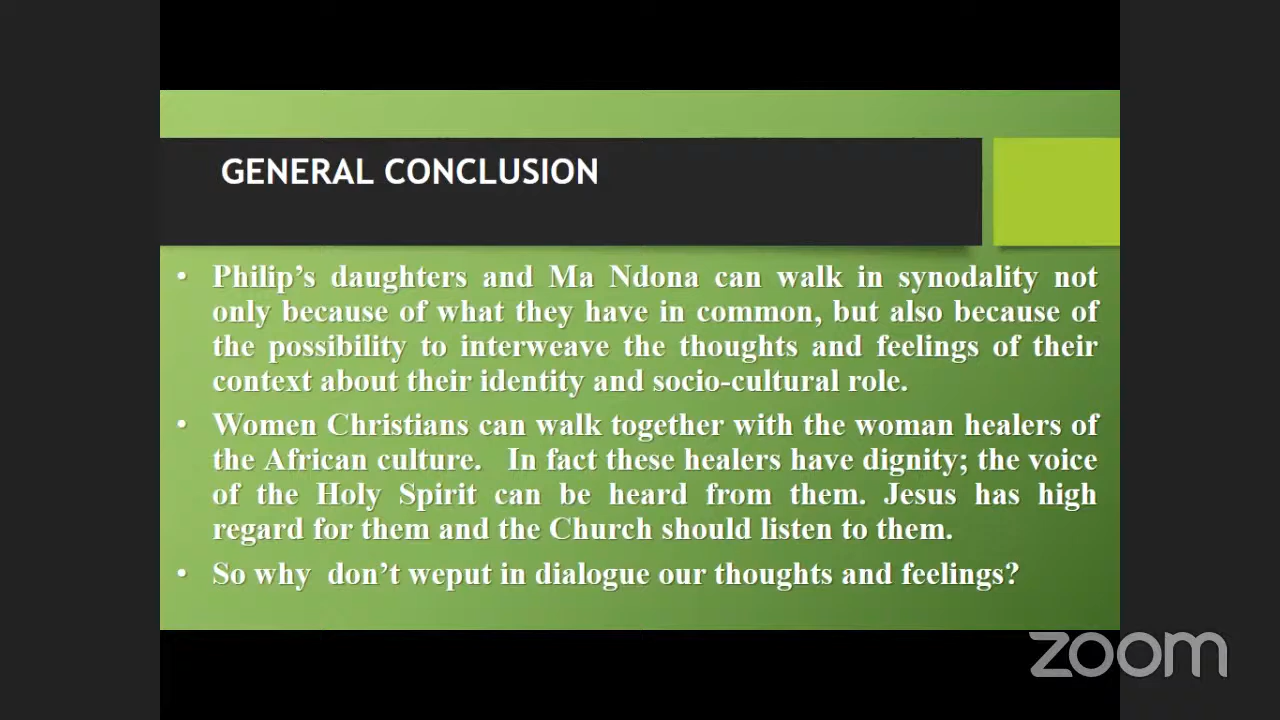 GENERAL CONCLUSION
• Philip's daughters and Ma Ndona can walk in synodality not
only because of what they have in common, but also because of
the possibility to interweave the thoughts and feelings of their
context about their identity and socio-cultural role.
• Women Christians can walk together with the woman healers of
the African culture.   In fact these healers have dignity; the voice
of the Holy Spirit can be heard from them. Jesus has high
regard for them and the Church should listen to them.
• So why  don't weput in dialogue our thoughts and feelings?
zoom